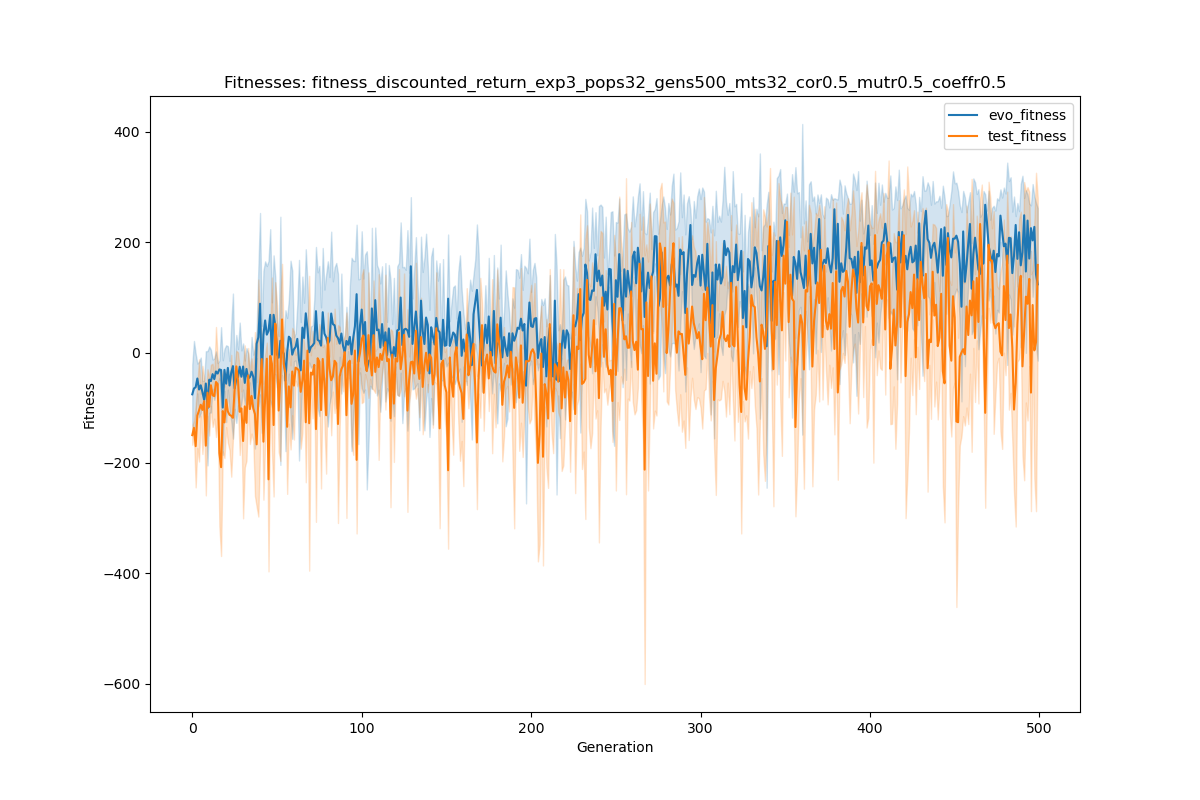 Fitnesses: fitness_discounted_return_exp3_pops32_gens500_mts32_cor0.5_mutr0.5_coeffr0.5
evo_fitness
test_fitness
400
200
0
−200
−400
−600
Fitness
0 100 200 300 400 500
Generation